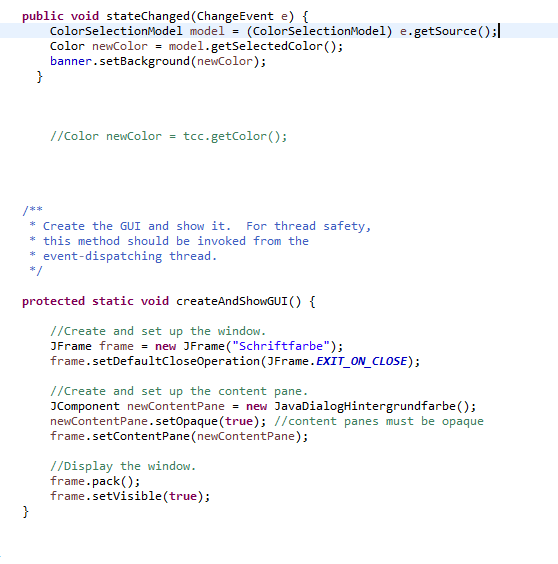 public void stateChanged(ChangeEvent e) {
ColorSelectionModel model = (ColorSelectionModel) e.getSource();
Color newColor = model.getSelectedColor();
banner.setBackground(newColor);
}
//Color newColor = tcc.getColor();
/**
* Create the GUI and show it.  For thread safety,
* this method should be invoked from the
* event-dispatching thread.
*/
protected static void createAndShowGUI() {
//Create and set up the window.
JFrame frame = new JFrame("Schriftfarbe");
frame.setDefaultCloseOperation(JFrame.EXIT_ON_CLOSE);
//Create and set up the content pane.
JComponent newContentPane = new JavaDialogHintergrundfarbe();
newContentPane.setOpaque(true); //content panes must be opaque
frame.setContentPane(newContentPane);
//Display the window.
frame.pack();
frame.setVisible(true);
}